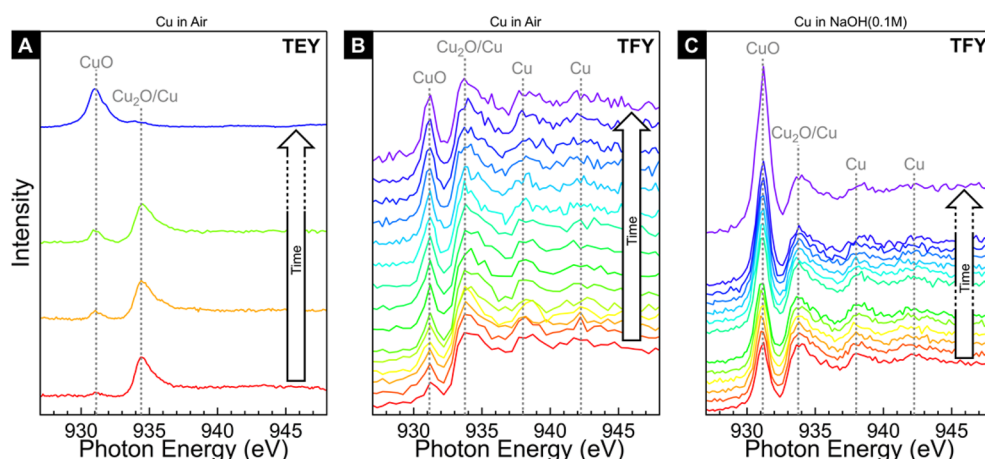 Cu in Air
A
TEY
CuO
Cu₂O/Cu
Time
Intensity
930 935 940 945
Photon Energy (eV)
Cu in Air
B
TFY
CuO
Cu₂O/Cu
Cu
Cu
Time
930 935 940 945
Photon Energy (eV)
Cu in NaOH(0.1M)
C
TFY
CuO
Cu₂O/Cu
Cu
Cu
Time
930 935 940 945
Photon Energy (eV)